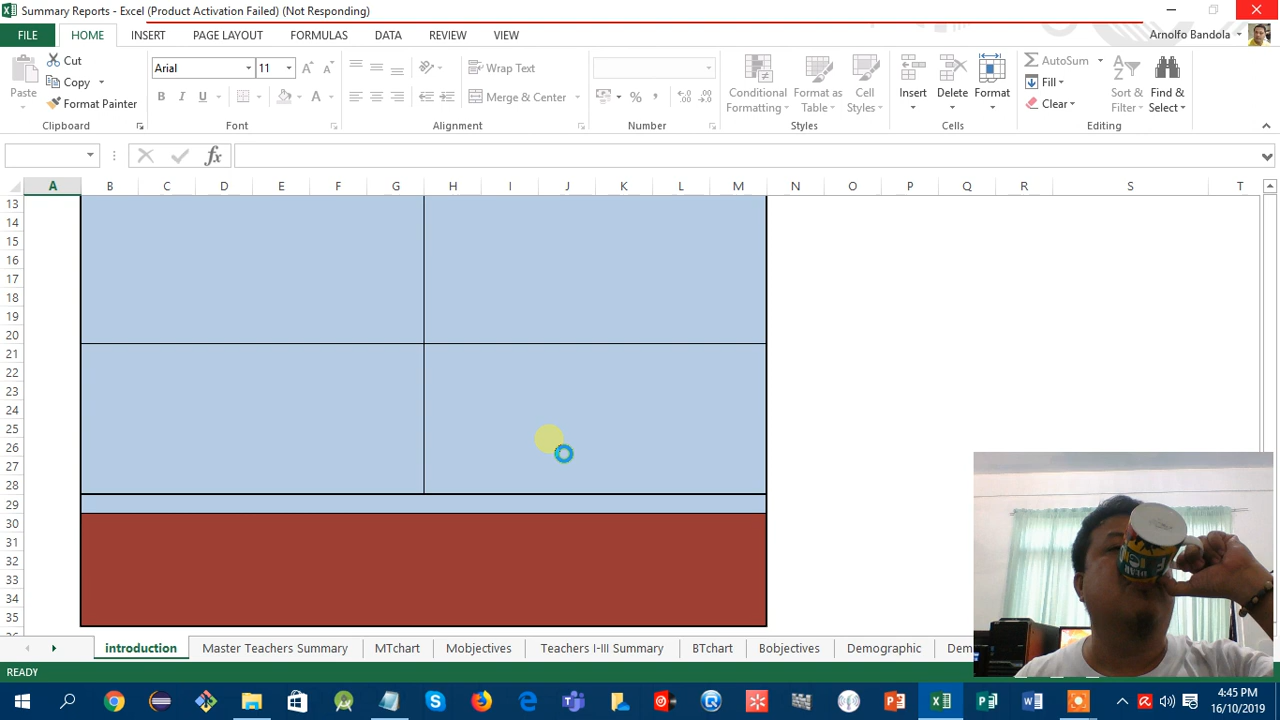 Summary Reports - Excel (Product Activation Failed) (Not Responding)
FILE HOME INSERT PAGE LAYOUT FORMULAS DATA REVIEW VIEW Arnolfo Bandola
Paste Cut Copy Format Painter
Clipboard
Arial 11
B I U A A A
Font
Wrap Text
Merge & Center
Alignment
% ,
Number
Conditional Formatting
Format as Table
Cell Styles
Styles
Insert Delete Format
Cells
AutoSum
Fill
Clear
Sort & Filter
Find & Select
Editing
fx
A B C D E F G H I J K L M N O P Q R S T
13
14
15
16
17
18
19
20
21
22
23
24
25
26
27
28
29
30
31
32
33
34
35
introduction Master Teachers Summary MTchart Mobjectives Teachers I-III Summary BTchart Bobjectives Demographic
READY
4:45 PM
16/10/2019